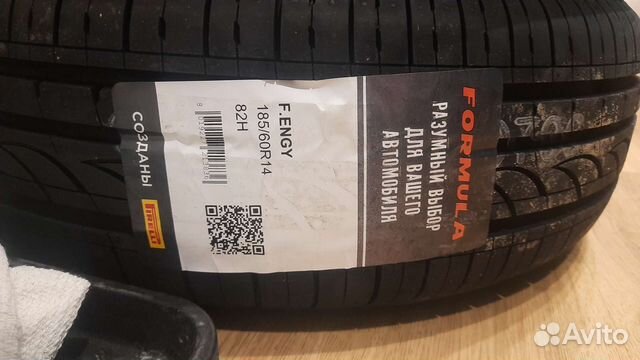 FORMULA
РАЗУМНЫЙ ВЫБОР
ДЛЯ ВАШЕГО
АВТОМОБИЛЯ
F.ENGY
185/60R14
82H
СОЗДАНЫ
PIRELLI
Avito